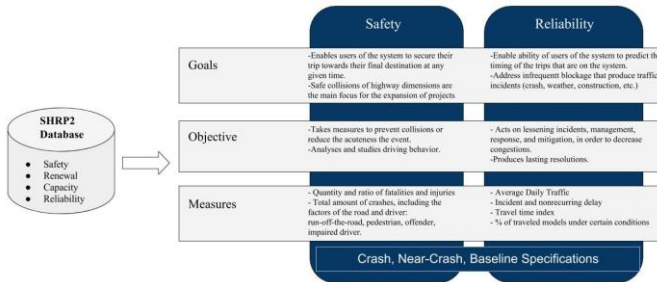 Safety
Reliability
SHRP2
Database
● Safety
● Renewal
● Capacity
● Reliability
Goals
-Enables users of the system to secure their
trip towards their final destination at any
given time.
-Safe collisions of highway dimensions are
the main focus for the expansion of projects
-Enable ability of users of the system to predict the
timing of the trips that are on the system.
-Address infrequentt blockage that produce traffic
incidents (crash, weather, construction, etc.)
Objective
-Takes measures to prevent collisions or
reduce the acuteness the event.
-Analyses and studies driving behavior.
- Acts on lessening incidents, management,
response, and mitigation, in order to decrease
congestions.
-Produces lasting resolutions.
Measures
- Quantity and ratio of fatalities and injuries
- Total amount of crashes, including the
factors of the road and driver:
run-off-the-road, pedestrian, offender,
impaired driver.
- Average Daily Traffic
- Incident and nonrecurring delay
- Travel time index
- % of traveled models under certain conditions
Crash, Near-Crash, Baseline Specifications